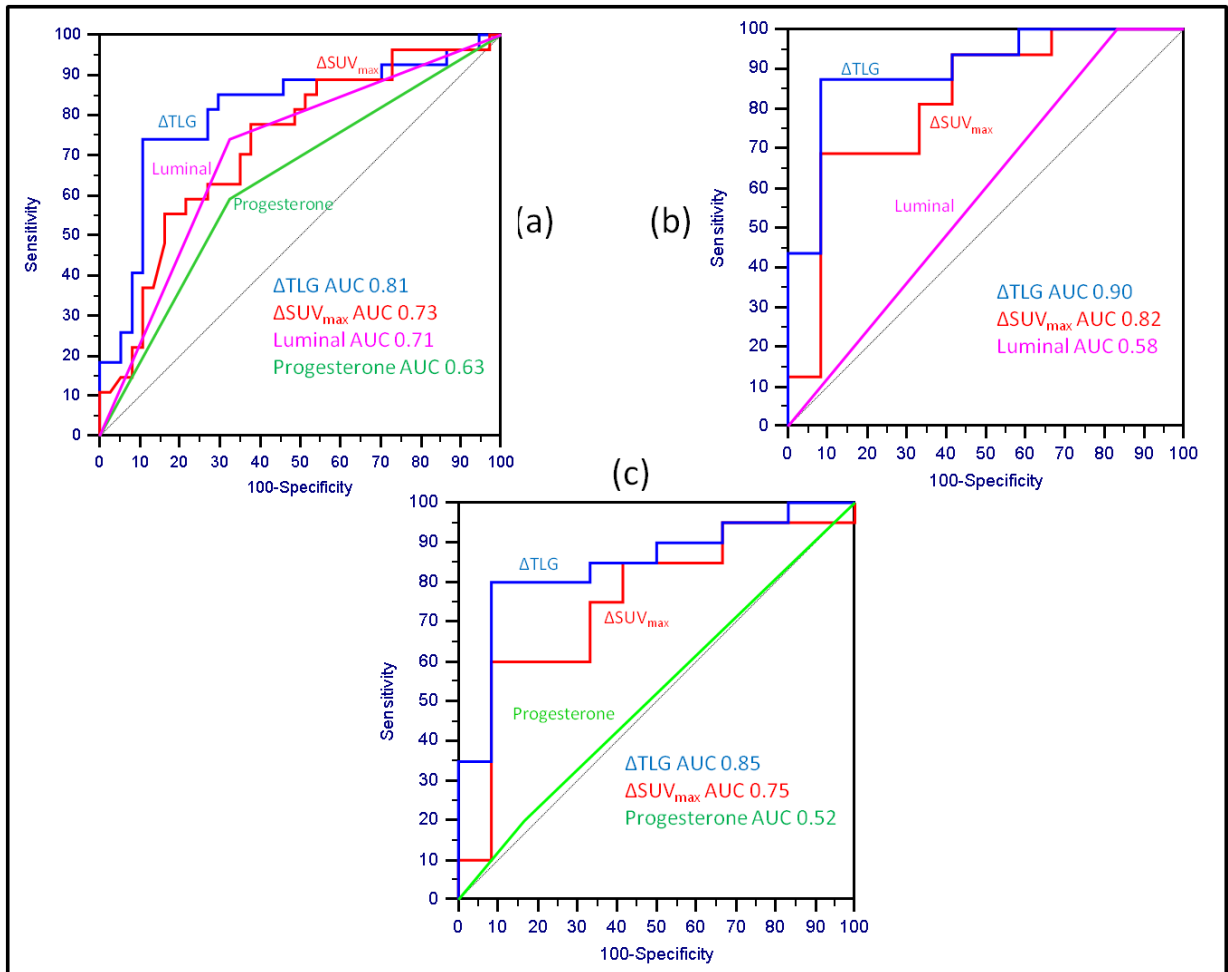 100
90
80
70
60
50
40
30
20
10
0
Sensitivity
ΔSUVmax
ΔTLG
Luminal
Progesterone
ΔTLG AUC 0.81
ΔSUVmax AUC 0.73
Luminal AUC 0.71
Progesterone AUC 0.63
0 10 20 30 40 50 60 70 80 90 100
100-Specificity
(a)
(b)
100
90
80
70
60
50
40
30
20
10
0
Sensitivity
ΔTLG
ΔSUVmax
Luminal
ΔTLG AUC 0.90
ΔSUVmax AUC 0.82
Luminal AUC 0.58
0 10 20 30 40 50 60 70 80 90 100
100-Specificity
(c)
100
90
80
70
60
50
40
30
20
10
0
Sensitivity
ΔTLG
ΔSUVmax
Progesterone
ΔTLG AUC 0.85
ΔSUVmax AUC 0.75
Progesterone AUC 0.52
0 10 20 30 40 50 60 70 80 90 100
100-Specificity